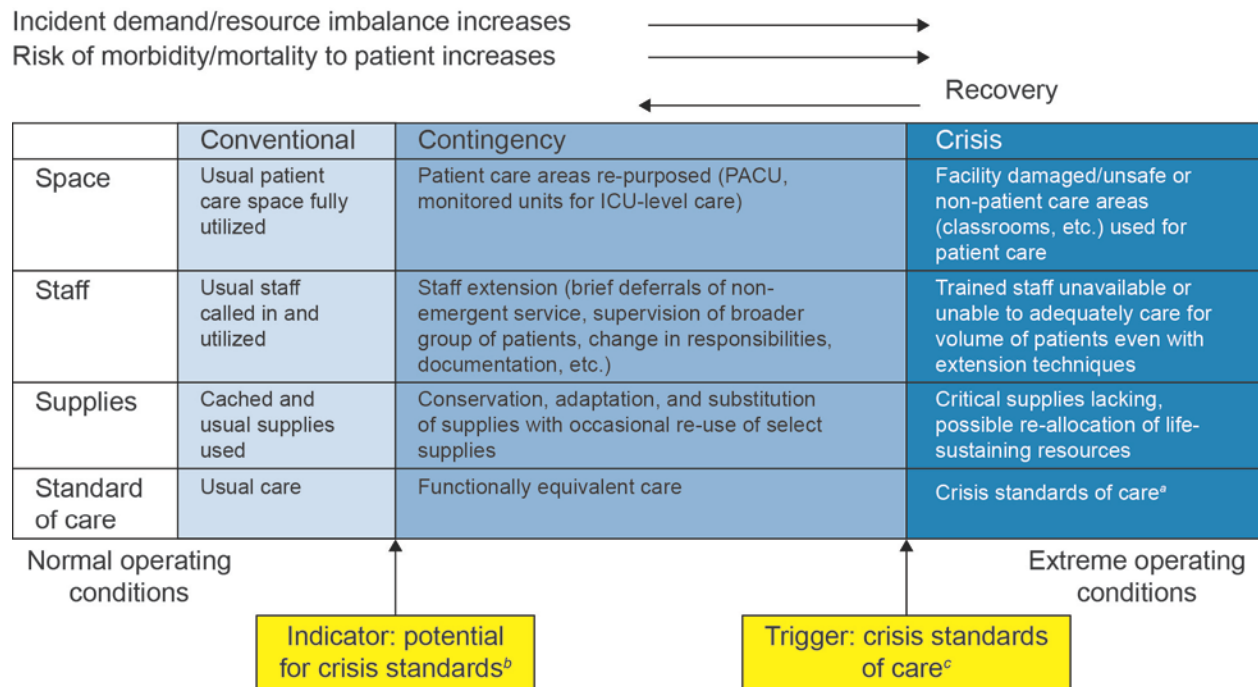 Incident demand/resource imbalance increases
Risk of morbidity/mortality to patient increases
Recovery
Conventional
Contingency
Crisis
Space
Usual patient
care space fully
utilized
Patient care areas re-purposed (PACU,
monitored units for ICU-level care)
Facility damaged/unsafe or
non-patient care areas
(classrooms, etc.) used for
patient care
Staff
Usual staff
called in and
utilized
Staff extension (brief deferrals of non-
emergent service, supervision of broader
group of patients, change in responsibilities,
documentation, etc.)
Trained staff unavailable or
unable to adequately care for
volume of patients even with
extension techniques
Supplies
Cached and
usual supplies
used
Conservation, adaptation, and substitution
of supplies with occasional re-use of select
supplies
Critical supplies lacking,
possible re-allocation of life-
sustaining resources
Standard
of care
Usual care
Functionally equivalent care
Crisis standards of careᵃ
Normal operating
conditions
Extreme operating
conditions
Indicator: potential
for crisis standardsᵇ
Trigger: crisis standards
of careᶜ